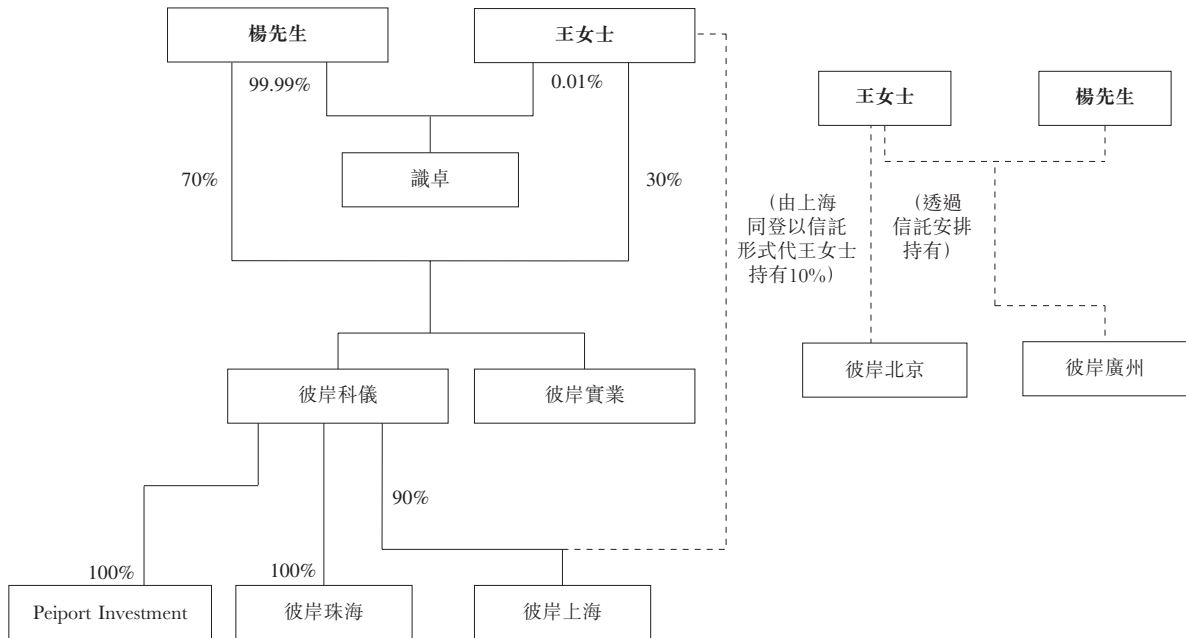 楊先生
王女士
99.99%
0.01%
王女士
楊先生
識卓
70%
30%
（由上海
同登以信託
形式代王女士
持有10%）
（透過
信託安排
持有）
彼岸北京
彼岸廣州
彼岸科儀
彼岸實業
90%
100%
100%
Peiport Investment
彼岸珠海
彼岸上海